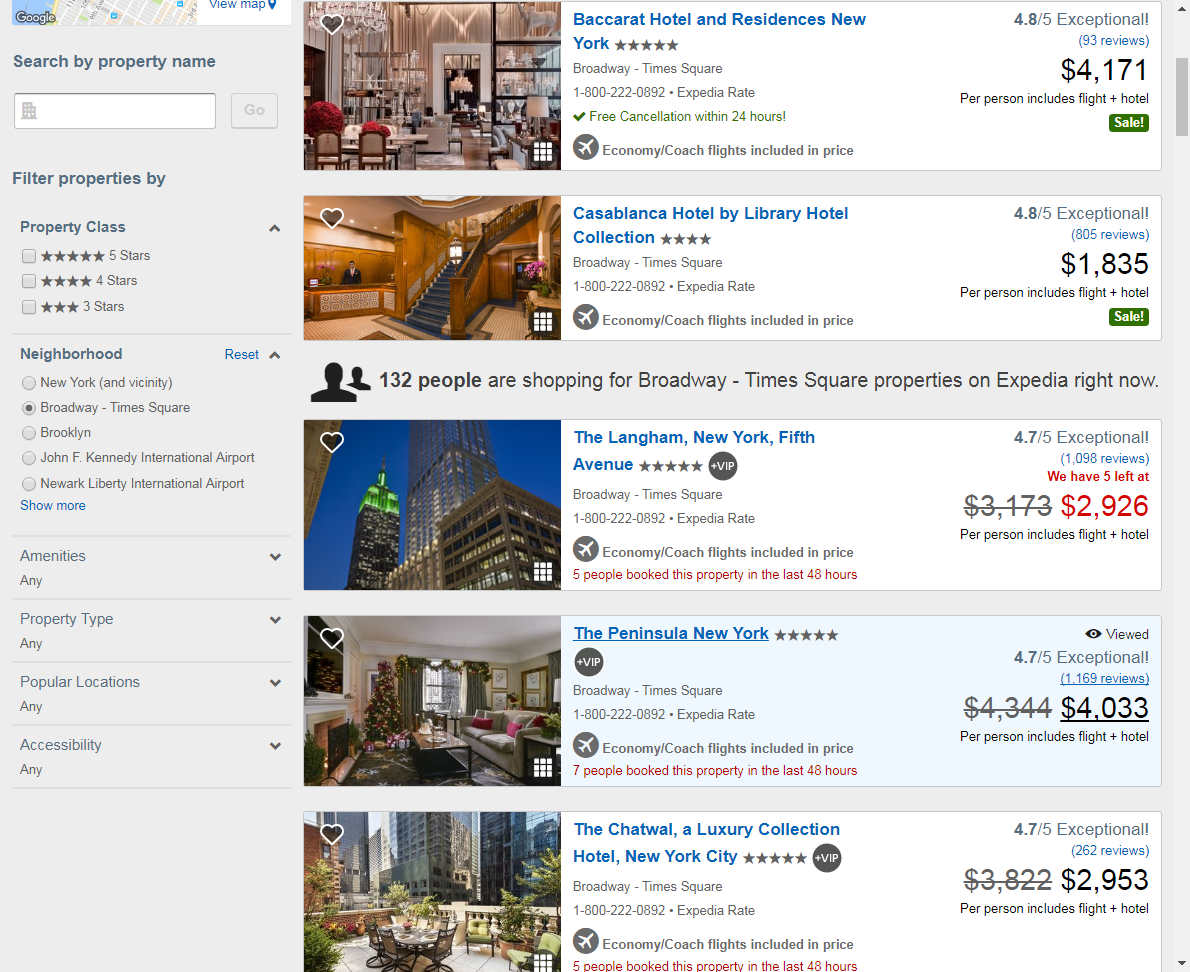 Google
View map
Search by property name
Go
Filter properties by
Property Class
★★★★★ 5 Stars
★★★★ 4 Stars
★★★ 3 Stars
Neighborhood Reset
New York (and vicinity)
Broadway - Times Square
Brooklyn
John F. Kennedy International Airport
Newark Liberty International Airport
Show more
Amenities
Any
Property Type
Any
Popular Locations
Any
Accessibility
Any
Baccarat Hotel and Residences New
York ★★★★★
Broadway - Times Square
1-800-222-0892 • Expedia Rate
✔ Free Cancellation within 24 hours!
Economy/Coach flights included in price
4.8/5 Exceptional!
(93 reviews)
$4,171
Per person includes flight + hotel
Sale!
Casablanca Hotel by Library Hotel
Collection ★★★★
Broadway - Times Square
1-800-222-0892 • Expedia Rate
Economy/Coach flights included in price
4.8/5 Exceptional!
(805 reviews)
$1,835
Per person includes flight + hotel
Sale!
132 people are shopping for Broadway - Times Square properties on Expedia right now.
The Langham, New York, Fifth
Avenue ★★★★★ +VIP
Broadway - Times Square
1-800-222-0892 • Expedia Rate
Economy/Coach flights included in price
5 people booked this property in the last 48 hours
4.7/5 Exceptional!
(1,098 reviews)
We have 5 left at
$3,173 $2,926
Per person includes flight + hotel
The Peninsula New York ★★★★★
+VIP
Broadway - Times Square
1-800-222-0892 • Expedia Rate
Economy/Coach flights included in price
7 people booked this property in the last 48 hours
Viewed
4.7/5 Exceptional!
(1,169 reviews)
$4,344 $4,033
Per person includes flight + hotel
The Chatwal, a Luxury Collection
Hotel, New York City ★★★★★ +VIP
Broadway - Times Square
1-800-222-0892 • Expedia Rate
Economy/Coach flights included in price
5 people booked this property in the last 48 hours
4.7/5 Exceptional!
(262 reviews)
$3,822 $2,953
Per person includes flight + hotel